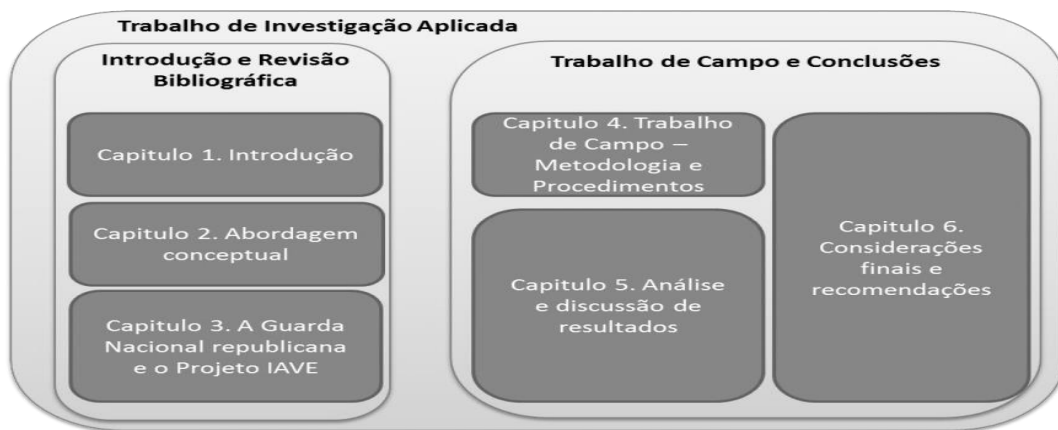 Trabalho de Investigação Aplicada
Introdução e Revisão
Bibliográfica
Capitulo 1. Introdução
Capitulo 2. Abordagem
conceptual
Capitulo 3. A Guarda
Nacional republicana
e o Projeto IAVE
Trabalho de Campo e Conclusões
Capitulo 4. Trabalho
de Campo –
Metodologia e
Procedimentos
Capitulo 5. Análise
e discussão de
resultados
Capitulo 6.
Considerações
finais e
recomendações